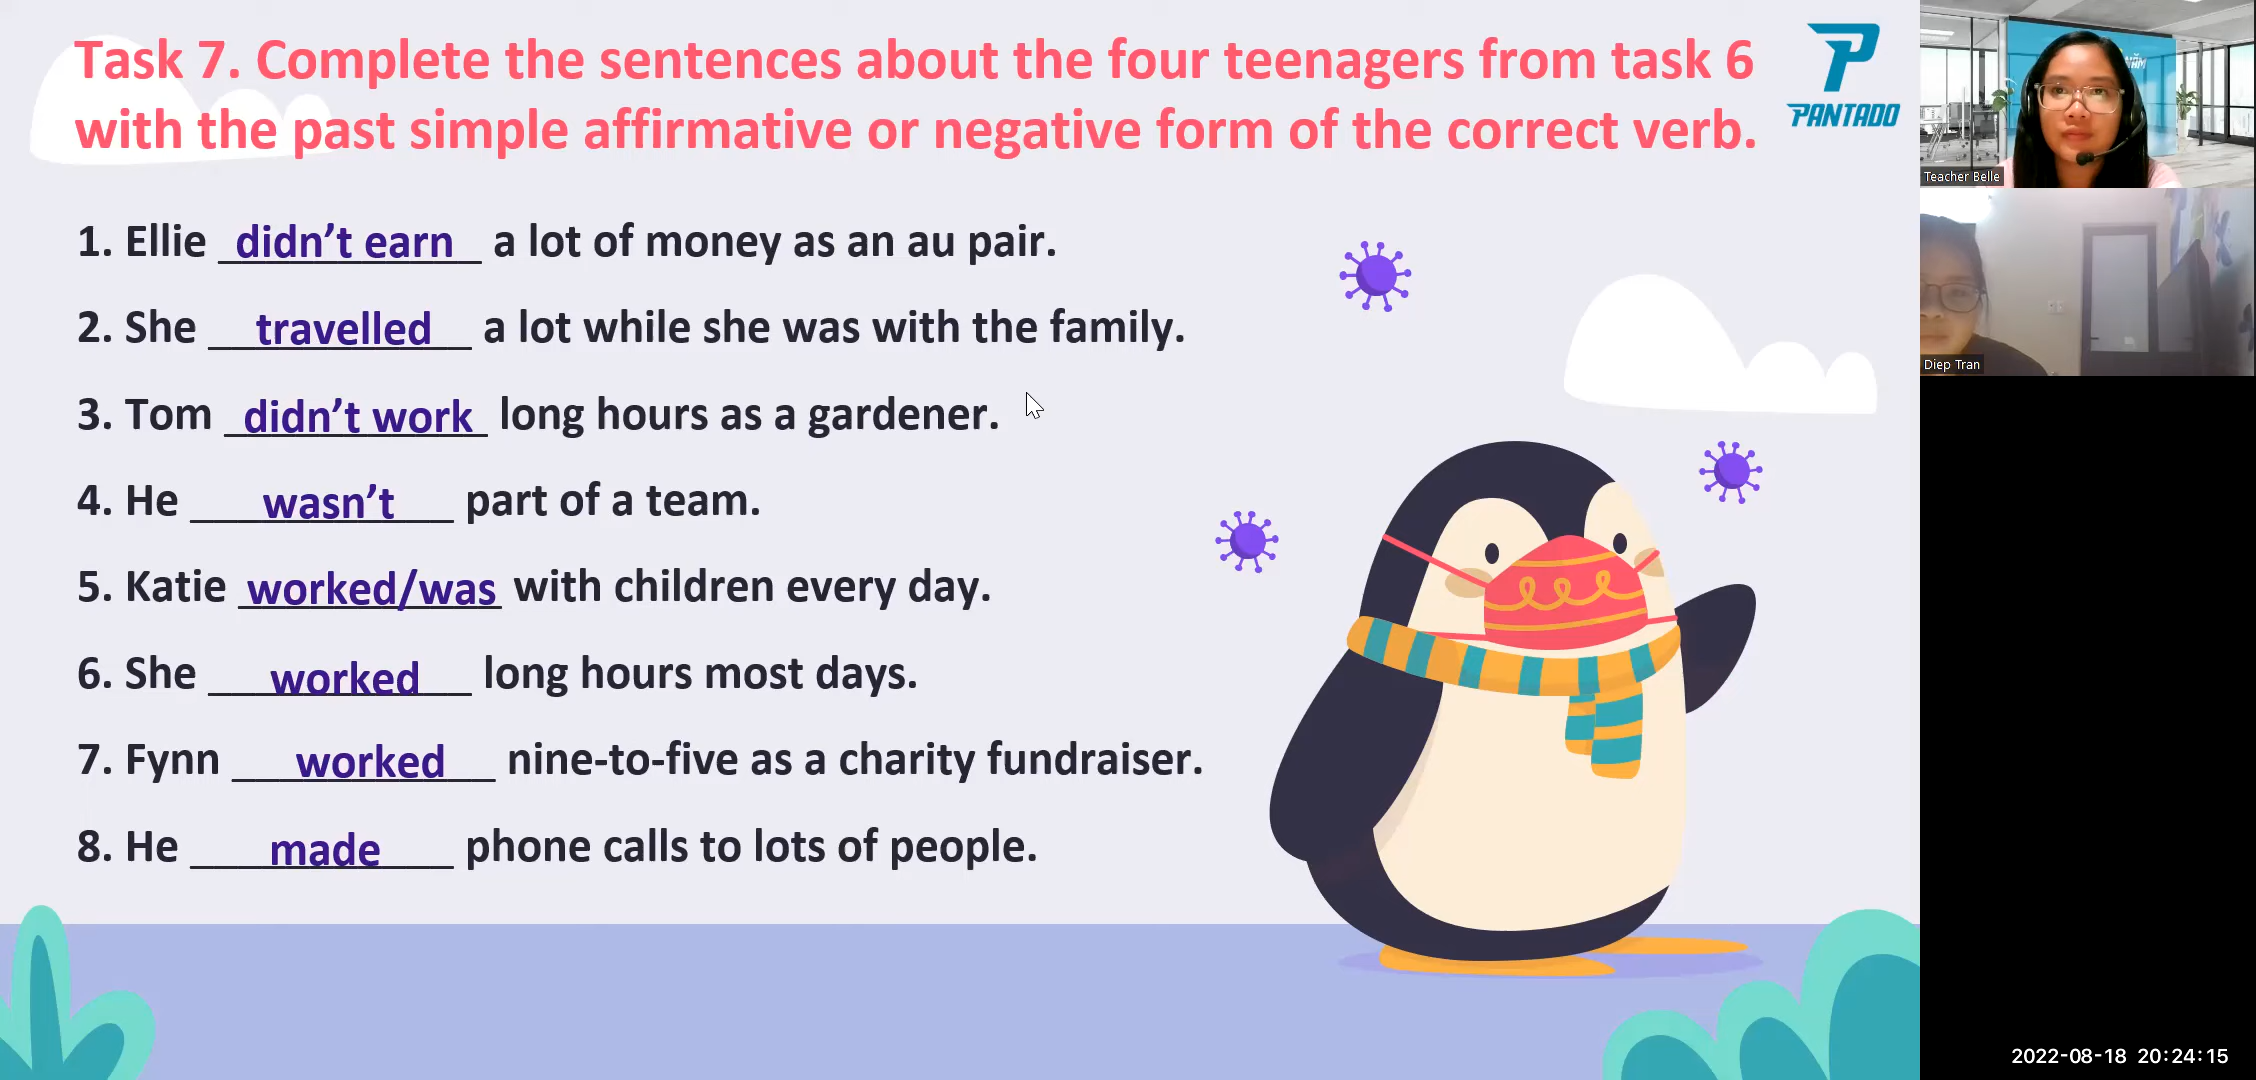 Task 7. Complete the sentences about the four teenagers from task 6
with the past simple affirmative or negative form of the correct verb.
PANTADO
1. Ellie didn’t earn a lot of money as an au pair.
2. She travelled a lot while she was with the family.
3. Tom didn’t work long hours as a gardener.
4. He wasn’t part of a team.
5. Katie worked/was with children every day.
6. She worked long hours most days.
7. Fynn worked nine-to-five as a charity fundraiser.
8. He made phone calls to lots of people.
Teacher Belle
Diep Tran
2022-08-18 20:24:15